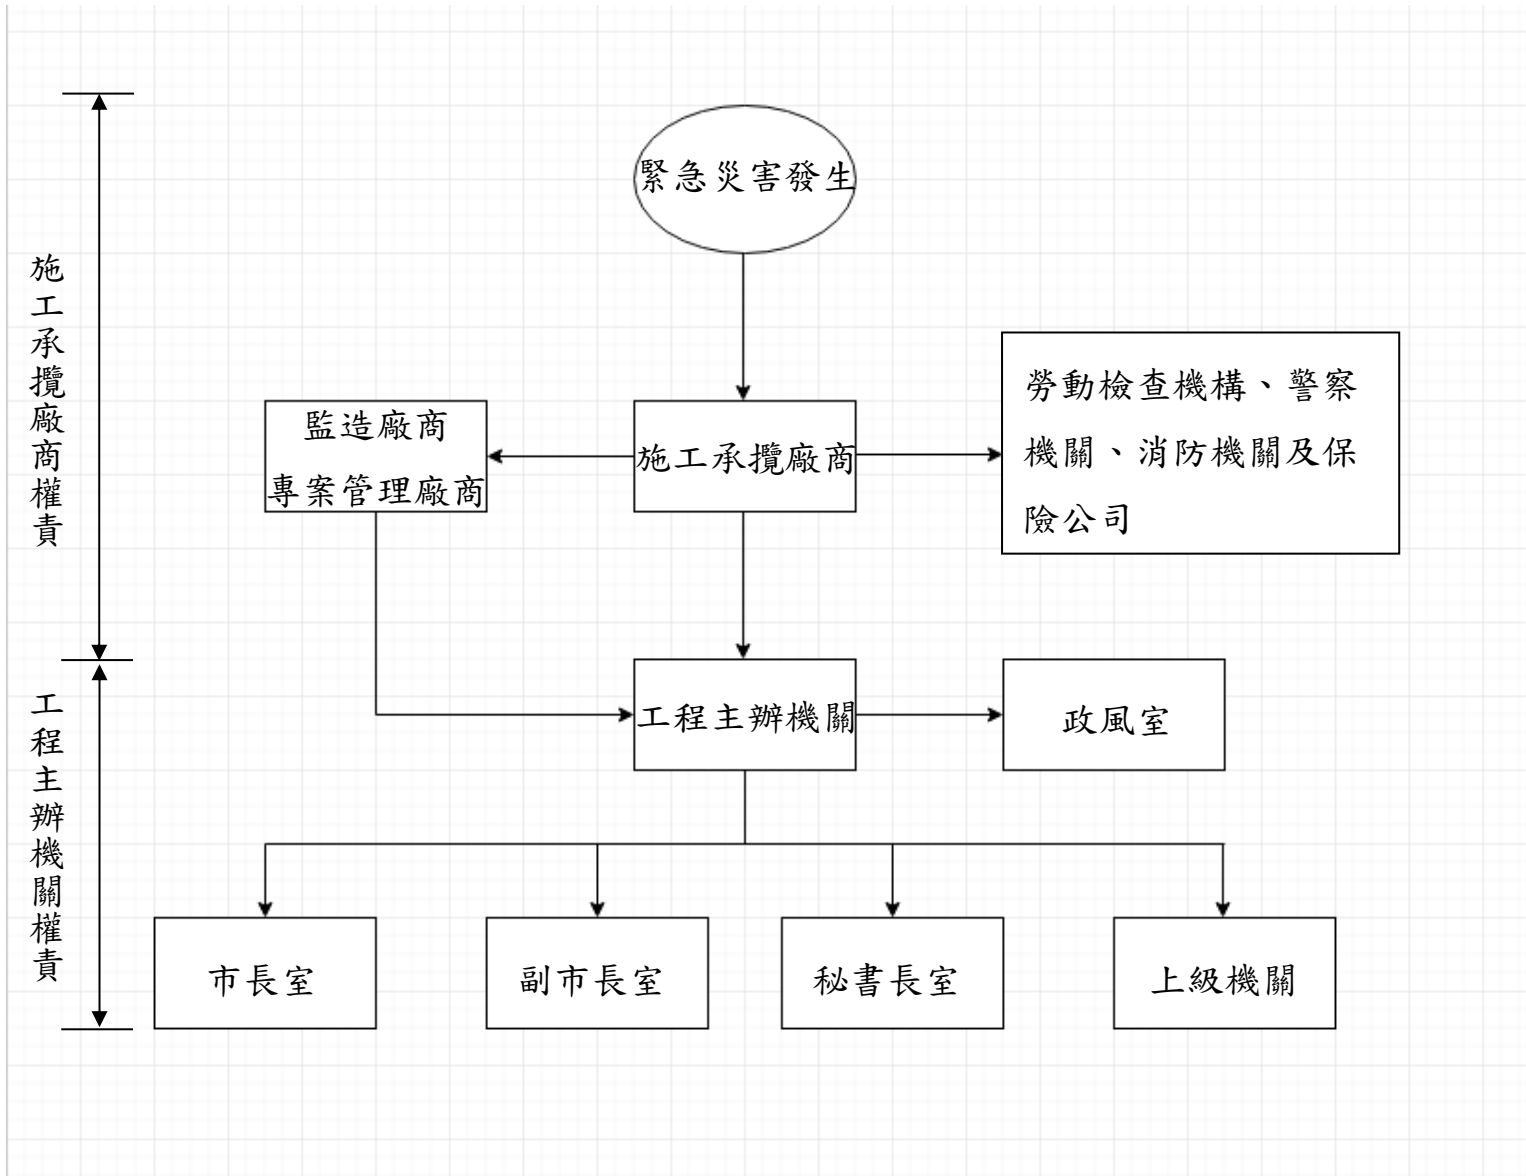 緊急災害發生
施工承攬廠商權責
監造廠商
專案管理廠商
施工承攬廠商
勞動檢查機構、警察
機關、消防機關及保
險公司
工程主辦機關權責
工程主辦機關
政風室
市長室
副市長室
秘書長室
上級機關